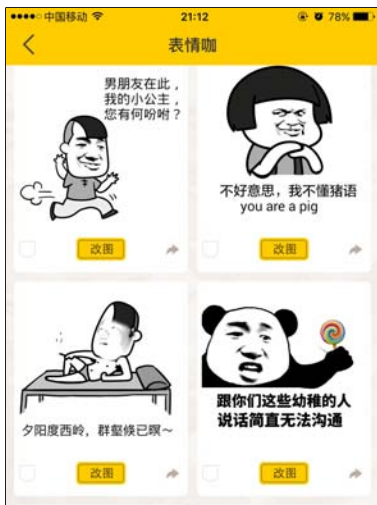 中国移动
21:12
78%
表情咖
男朋友在此，
我的小公主，
您有何吩咐？
改图
不好意思，我不懂猪语
you are a pig
改图
夕阳度西岭，群壑倏已暝～
改图
跟你们这些幼稚的人
说话简直无法沟通
改图